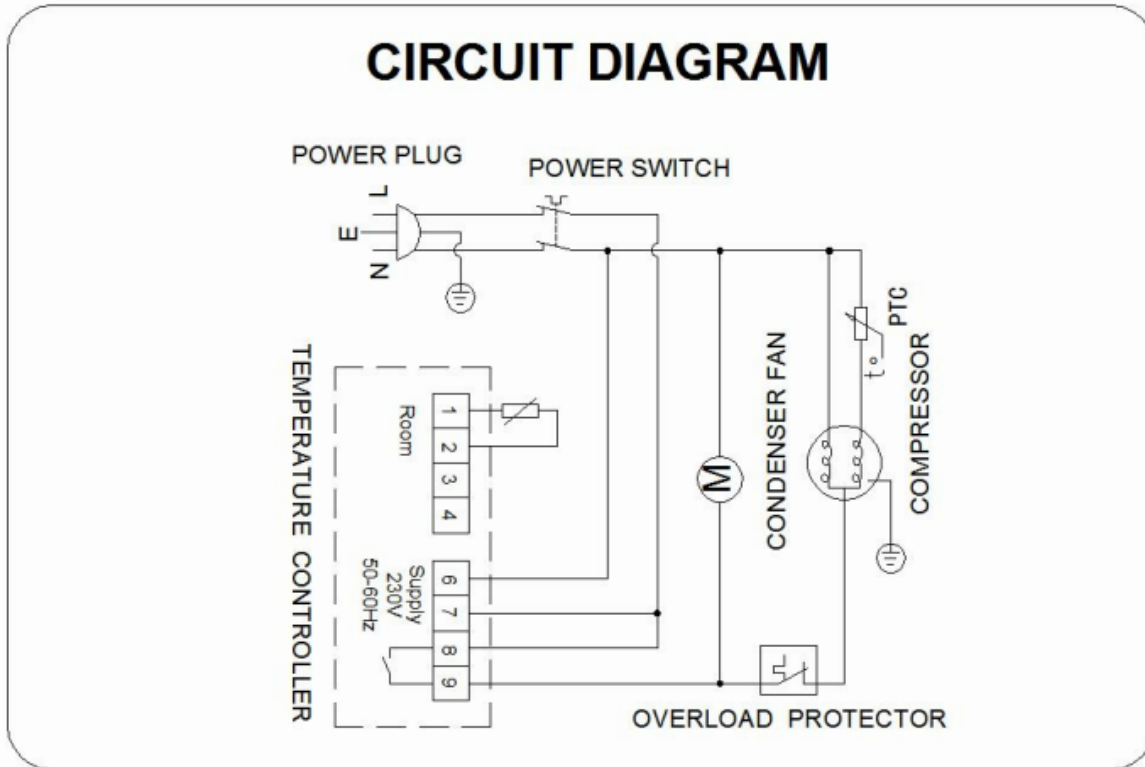 CIRCUIT DIAGRAM
POWER PLUG
POWER SWITCH
L
E
N
PTC
t°
COMPRESSOR
CONDENSER FAN
M
TEMPERATURE CONTROLLER
Room
1
2
3
4
Supply
230V
50-60Hz
6
7
8
9
OVERLOAD PROTECTOR